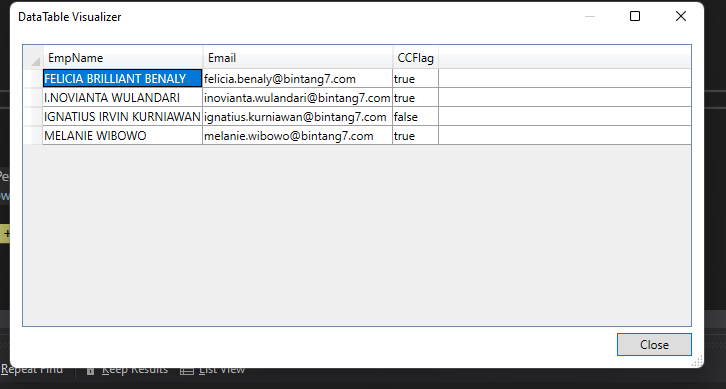 DataTable Visualizer
EmpName Email CCFlag
FELICIA BRILLIANT BENALY felicia.benaly@bintang7.com true
I.NOVIANTA WULANDARI inovianta.wulandari@bintang7.com true
IGNATIUS IRVIN KURNIAWAN ignatius.kurniawan@bintang7.com false
MELANIE WIBOWO melanie.wibowo@bintang7.com true
Close
Repeat Find Keep Results List View